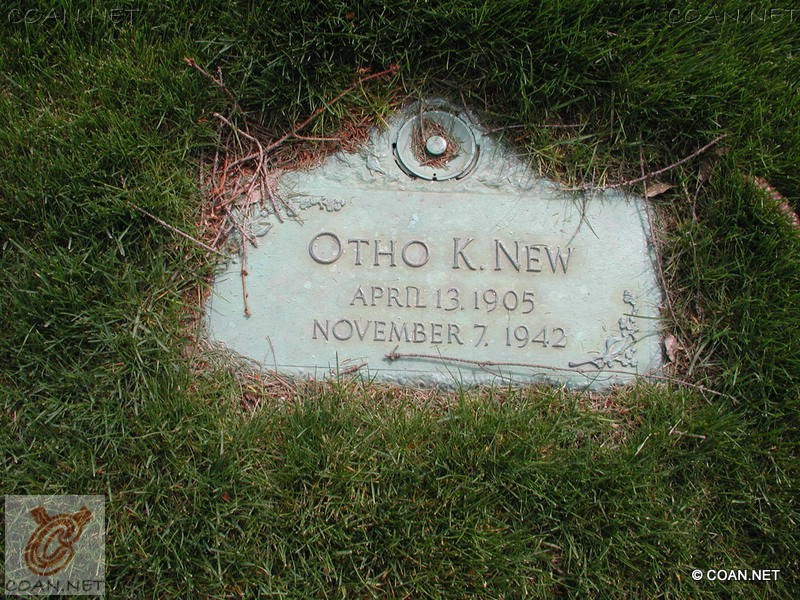 COAN.NET COAN.NET
OTHO K. NEW
APRIL 13, 1905
NOVEMBER 7, 1942
COAN.NET
© COAN.NET